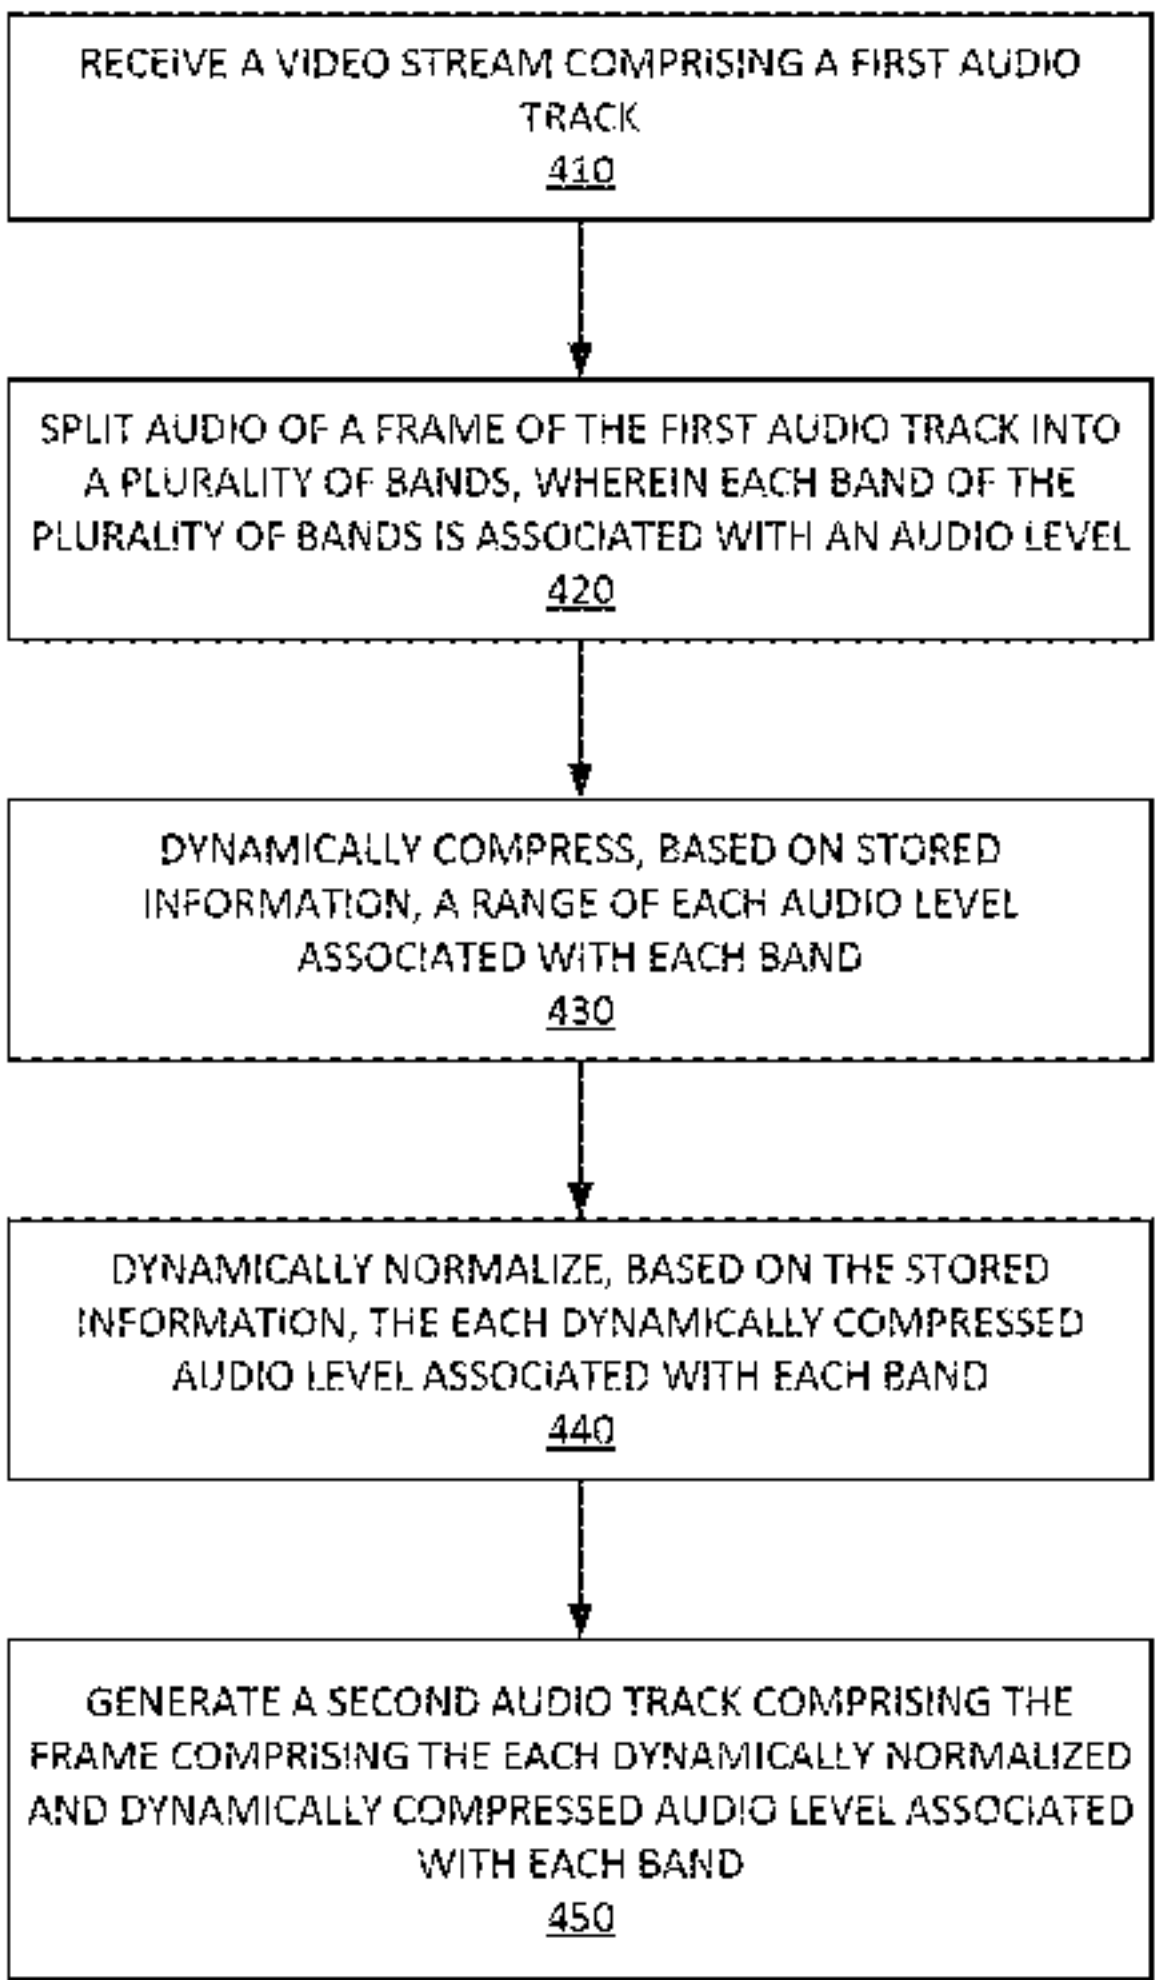 RECEIVE A VIDEO STREAM COMPRISING A FIRST AUDIO
TRACK
410
SPLIT AUDIO OF A FRAME OF THE FIRST AUDIO TRACK INTO
A PLURALITY OF BANDS, WHEREIN EACH BAND OF THE
PLURALITY OF BANDS IS ASSOCIATED WITH AN AUDIO LEVEL
420
DYNAMICALLY COMPRESS, BASED ON STORED
INFORMATION, A RANGE OF EACH AUDIO LEVEL
ASSOCIATED WITH EACH BAND
430
DYNAMICALLY NORMALIZE, BASED ON THE STORED
INFORMATION, THE EACH DYNAMICALLY COMPRESSED
AUDIO LEVEL ASSOCIATED WITH EACH BAND
440
GENERATE A SECOND AUDIO TRACK COMPRISING THE
FRAME COMPRISING THE EACH DYNAMICALLY NORMALIZED
AND DYNAMICALLY COMPRESSED AUDIO LEVEL ASSOCIATED
WITH EACH BAND
450